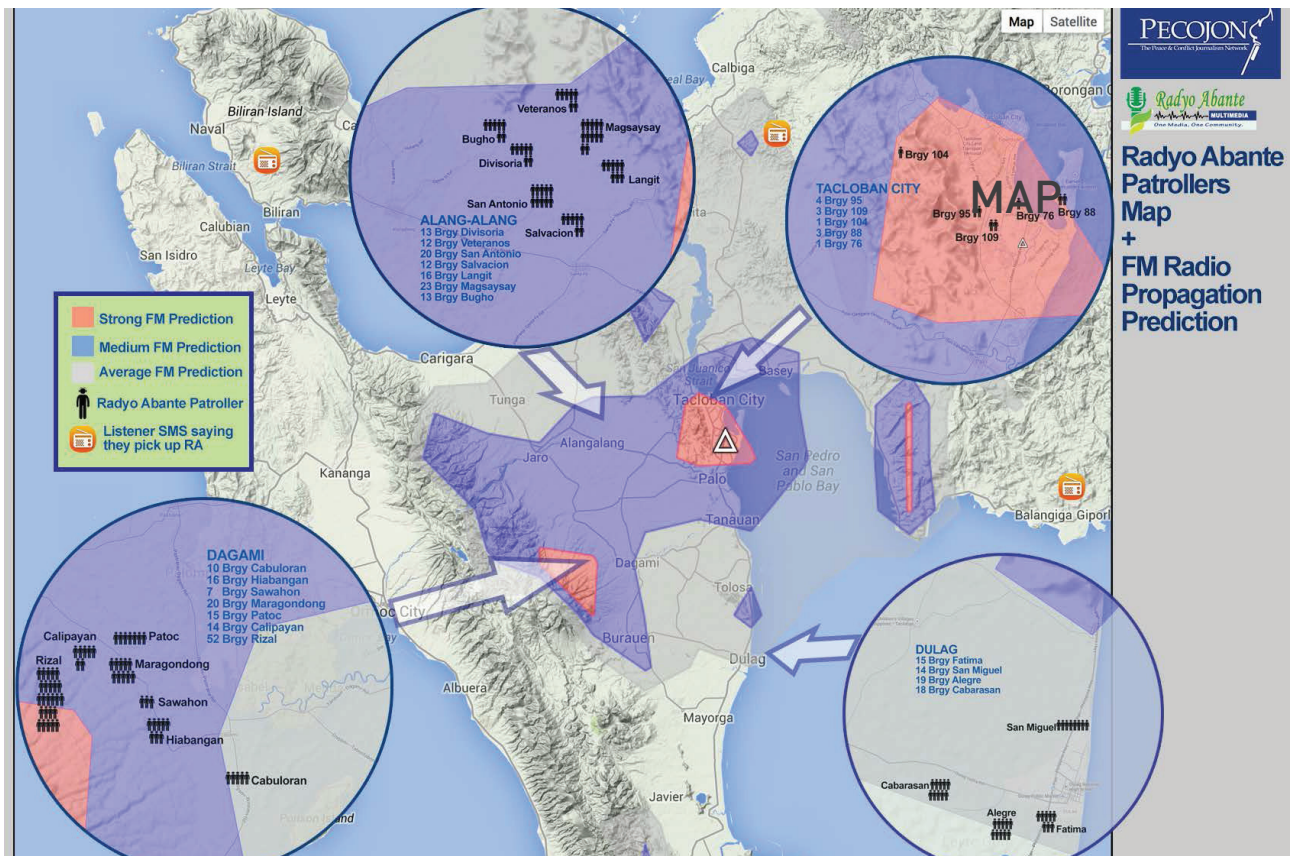 Map Satellite
PECOJON
The Peace & Conflict Journalism Network
Radyo Abante
MULTIMEDIA
One Media, One Community.
Radyo Abante
Patrollers
Map
+
FM Radio
Propagation
Prediction
Strong FM Prediction
Medium FM Prediction
Average FM Prediction
Radyo Abante Patroller
Listener SMS saying
they pick up RA
Veteranos
Magsaysay
Bugho
Divisoria
Langit
San Antonio
Salvacion
ALANG-ALANG
13 Brgy Divisoria
12 Brgy Veteranos
20 Brgy San Antonio
12 Brgy Salvacion
16 Brgy Langit
23 Brgy Magsaysay
13 Brgy Bugho
TACLOBAN CITY
4 Brgy 95
3 Brgy 109
1 Brgy 104
3 Brgy 88
1 Brgy 76
Brgy 104
MAP
Brgy 95
Brgy 76
Brgy 88
Brgy 109
DAGAMI
10 Brgy Cabuloran
16 Brgy Hiabangan
7 Brgy Sawahon
20 Brgy Maragondong
15 Brgy Patoc
14 Brgy Calipayan
52 Brgy Rizal
Calipayan
Patoc
Rizal
Maragondong
Sawahon
Hiabangan
Cabuloran
DULAG
15 Brgy Fatima
14 Brgy San Miguel
19 Brgy Alegre
18 Brgy Cabarasan
San Miguel
Cabarasan
Alegre
Fatima
Biliran Island
Naval
Biliran Strait
Biliran
Calubian
San Isidro
Leyte Bay
Leyte
Carigara
Calbiga
Borongan
Tunga
San Juanico
Strait
Basey
Tacloban City
Alangalang
Jaro
Kananga
Palo
San Pedro
and San
Pablo Bay
Tanauan
Balangiga Giporl
Dagami
Tolosa
City
Burauen
Dulag
Albuera
Mayorga
Javier
Island